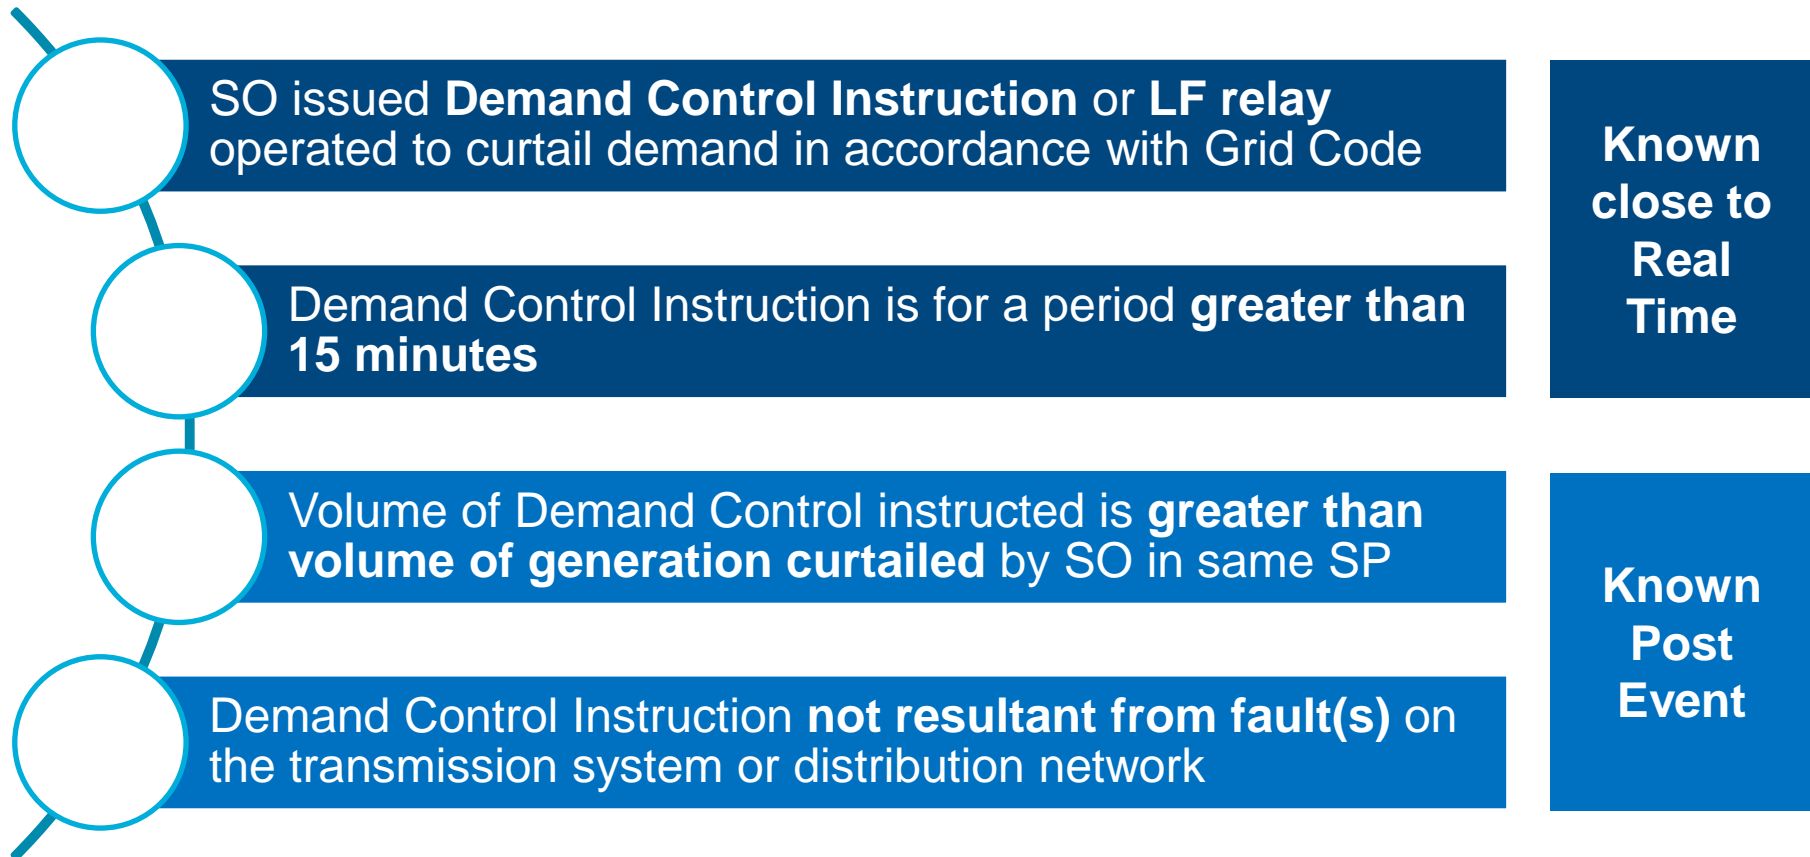 SO issued Demand Control Instruction or LF relay
operated to curtail demand in accordance with Grid Code
Demand Control Instruction is for a period greater than
15 minutes
Known
close to
Real
Time
Volume of Demand Control instructed is greater than
volume of generation curtailed by SO in same SP
Demand Control Instruction not resultant from fault(s) on
the transmission system or distribution network
Known
Post
Event